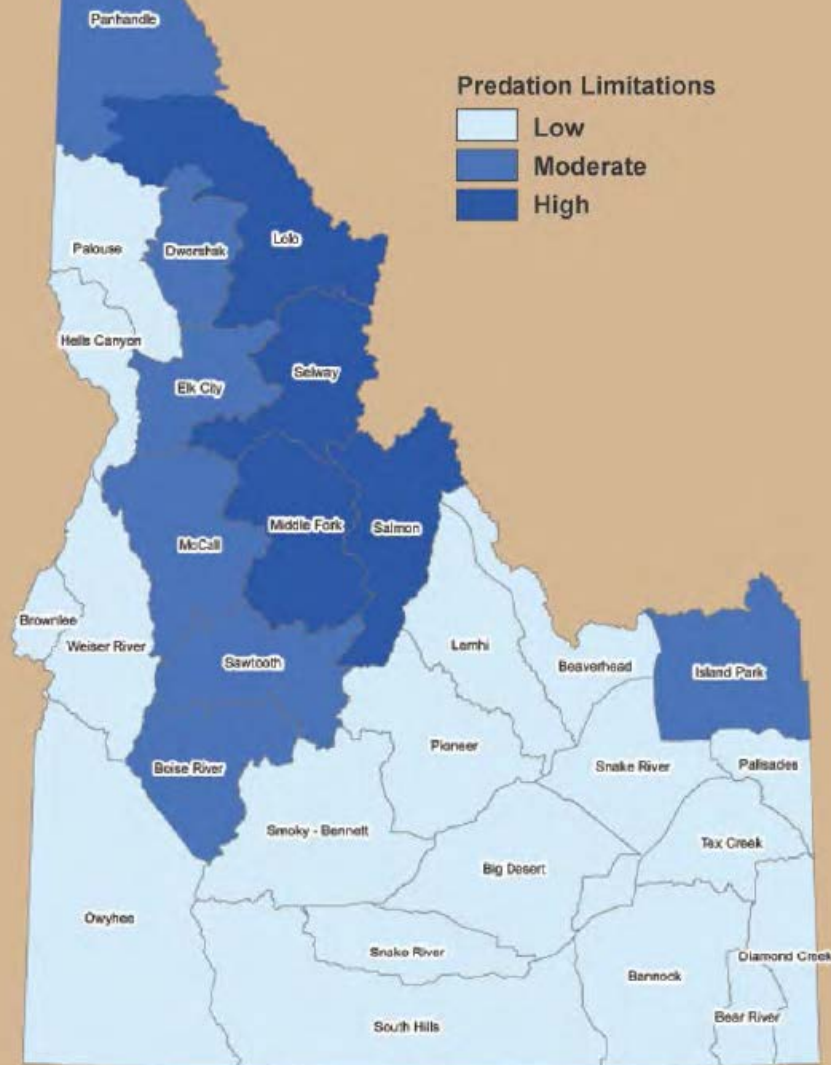 Panhandle
Predation Limitations
Low
Moderate
High
Palouse
Dworshak
Lolo
Hells Canyon
Elk City
Selway
McCall
Middle Fork
Salmon
Brownlee
Weiser River
Sawtooth
Lemhi
Beaverhead
Island Park
Boise River
Pioneer
Snake River
Palisades
Smoky - Bennett
Big Desert
Tex Creek
Owyhee
Snake River
Bannock
Diamond Creek
South Hills
Bear River